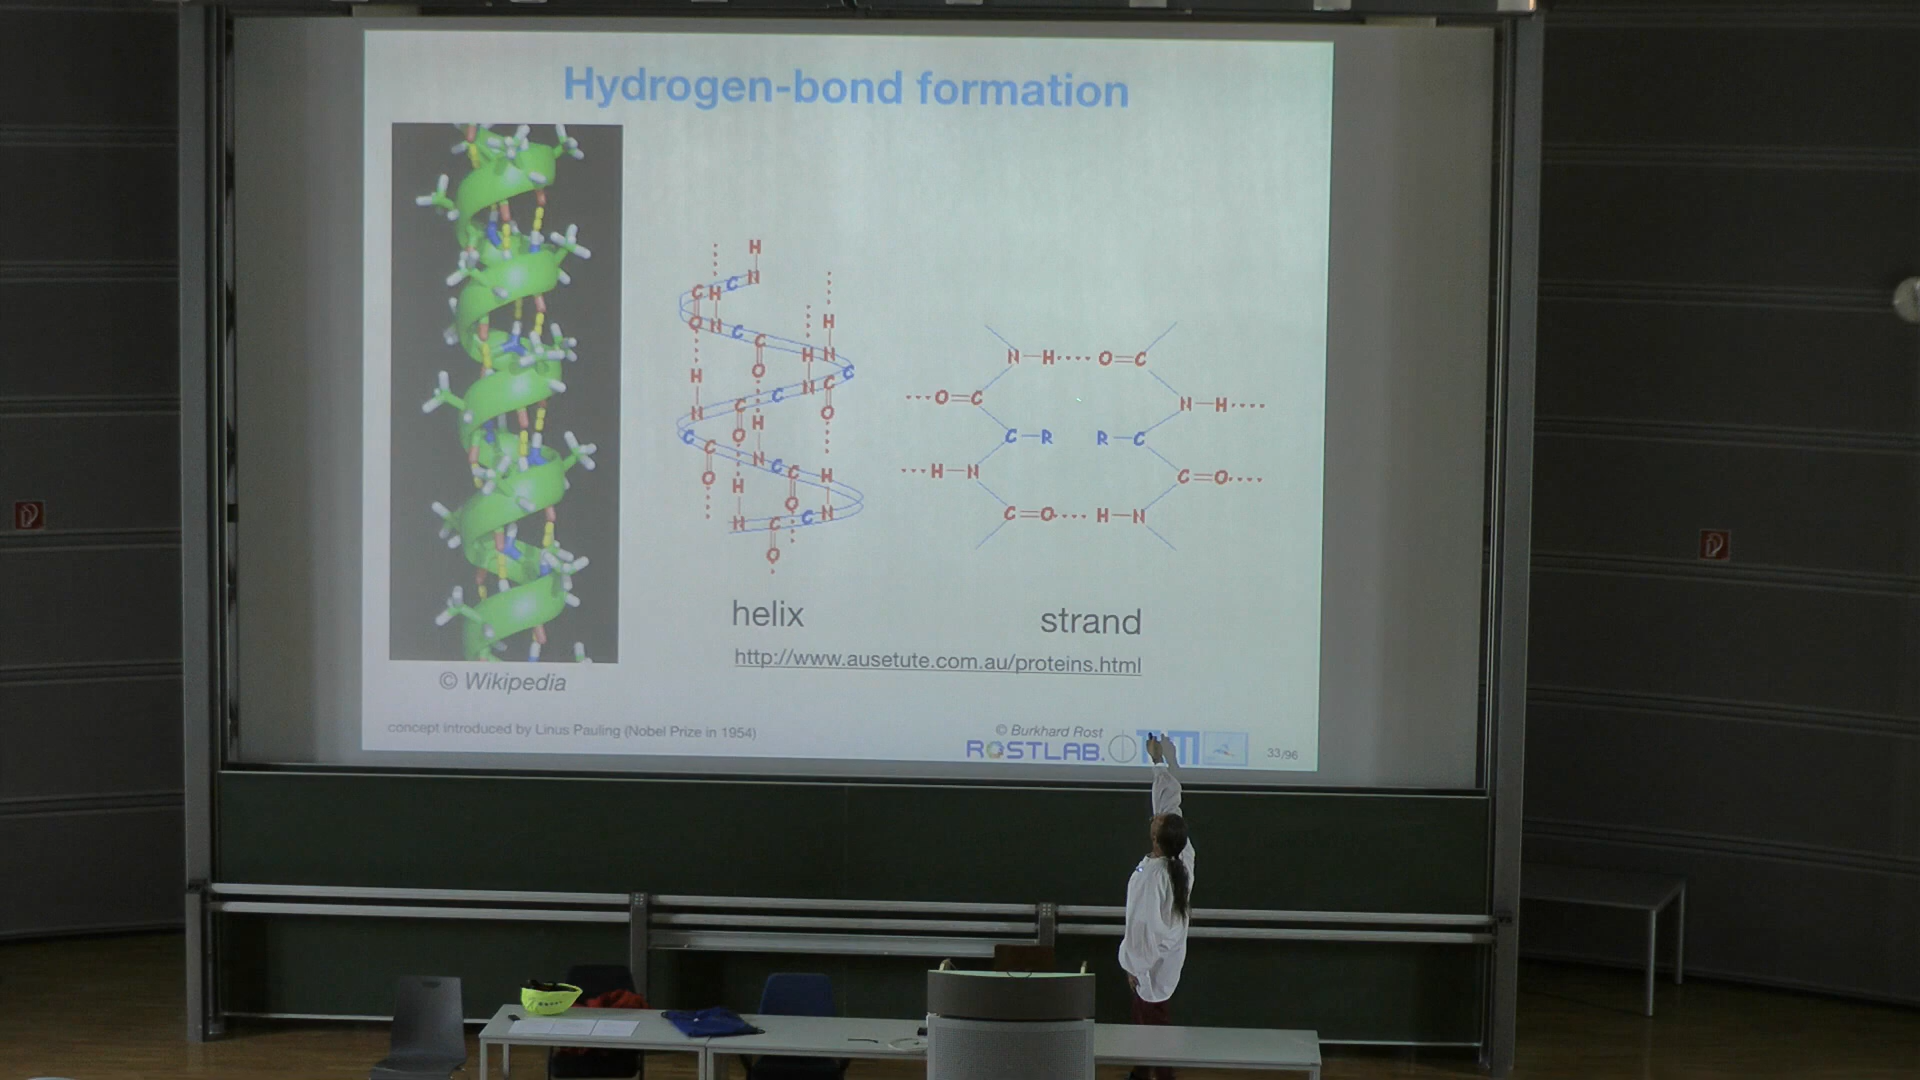 Hydrogen-bond formation
N—H····O=C
···O=C
N—H····
C—R R—C
···H—N
C=O····
C=O····H—N
helix
strand
http://www.ausetute.com.au/proteins.html
© Wikipedia
concept introduced by Linus Pauling (Nobel Prize in 1954)
© Burkhard Rost
ROSTLAB.
33/96